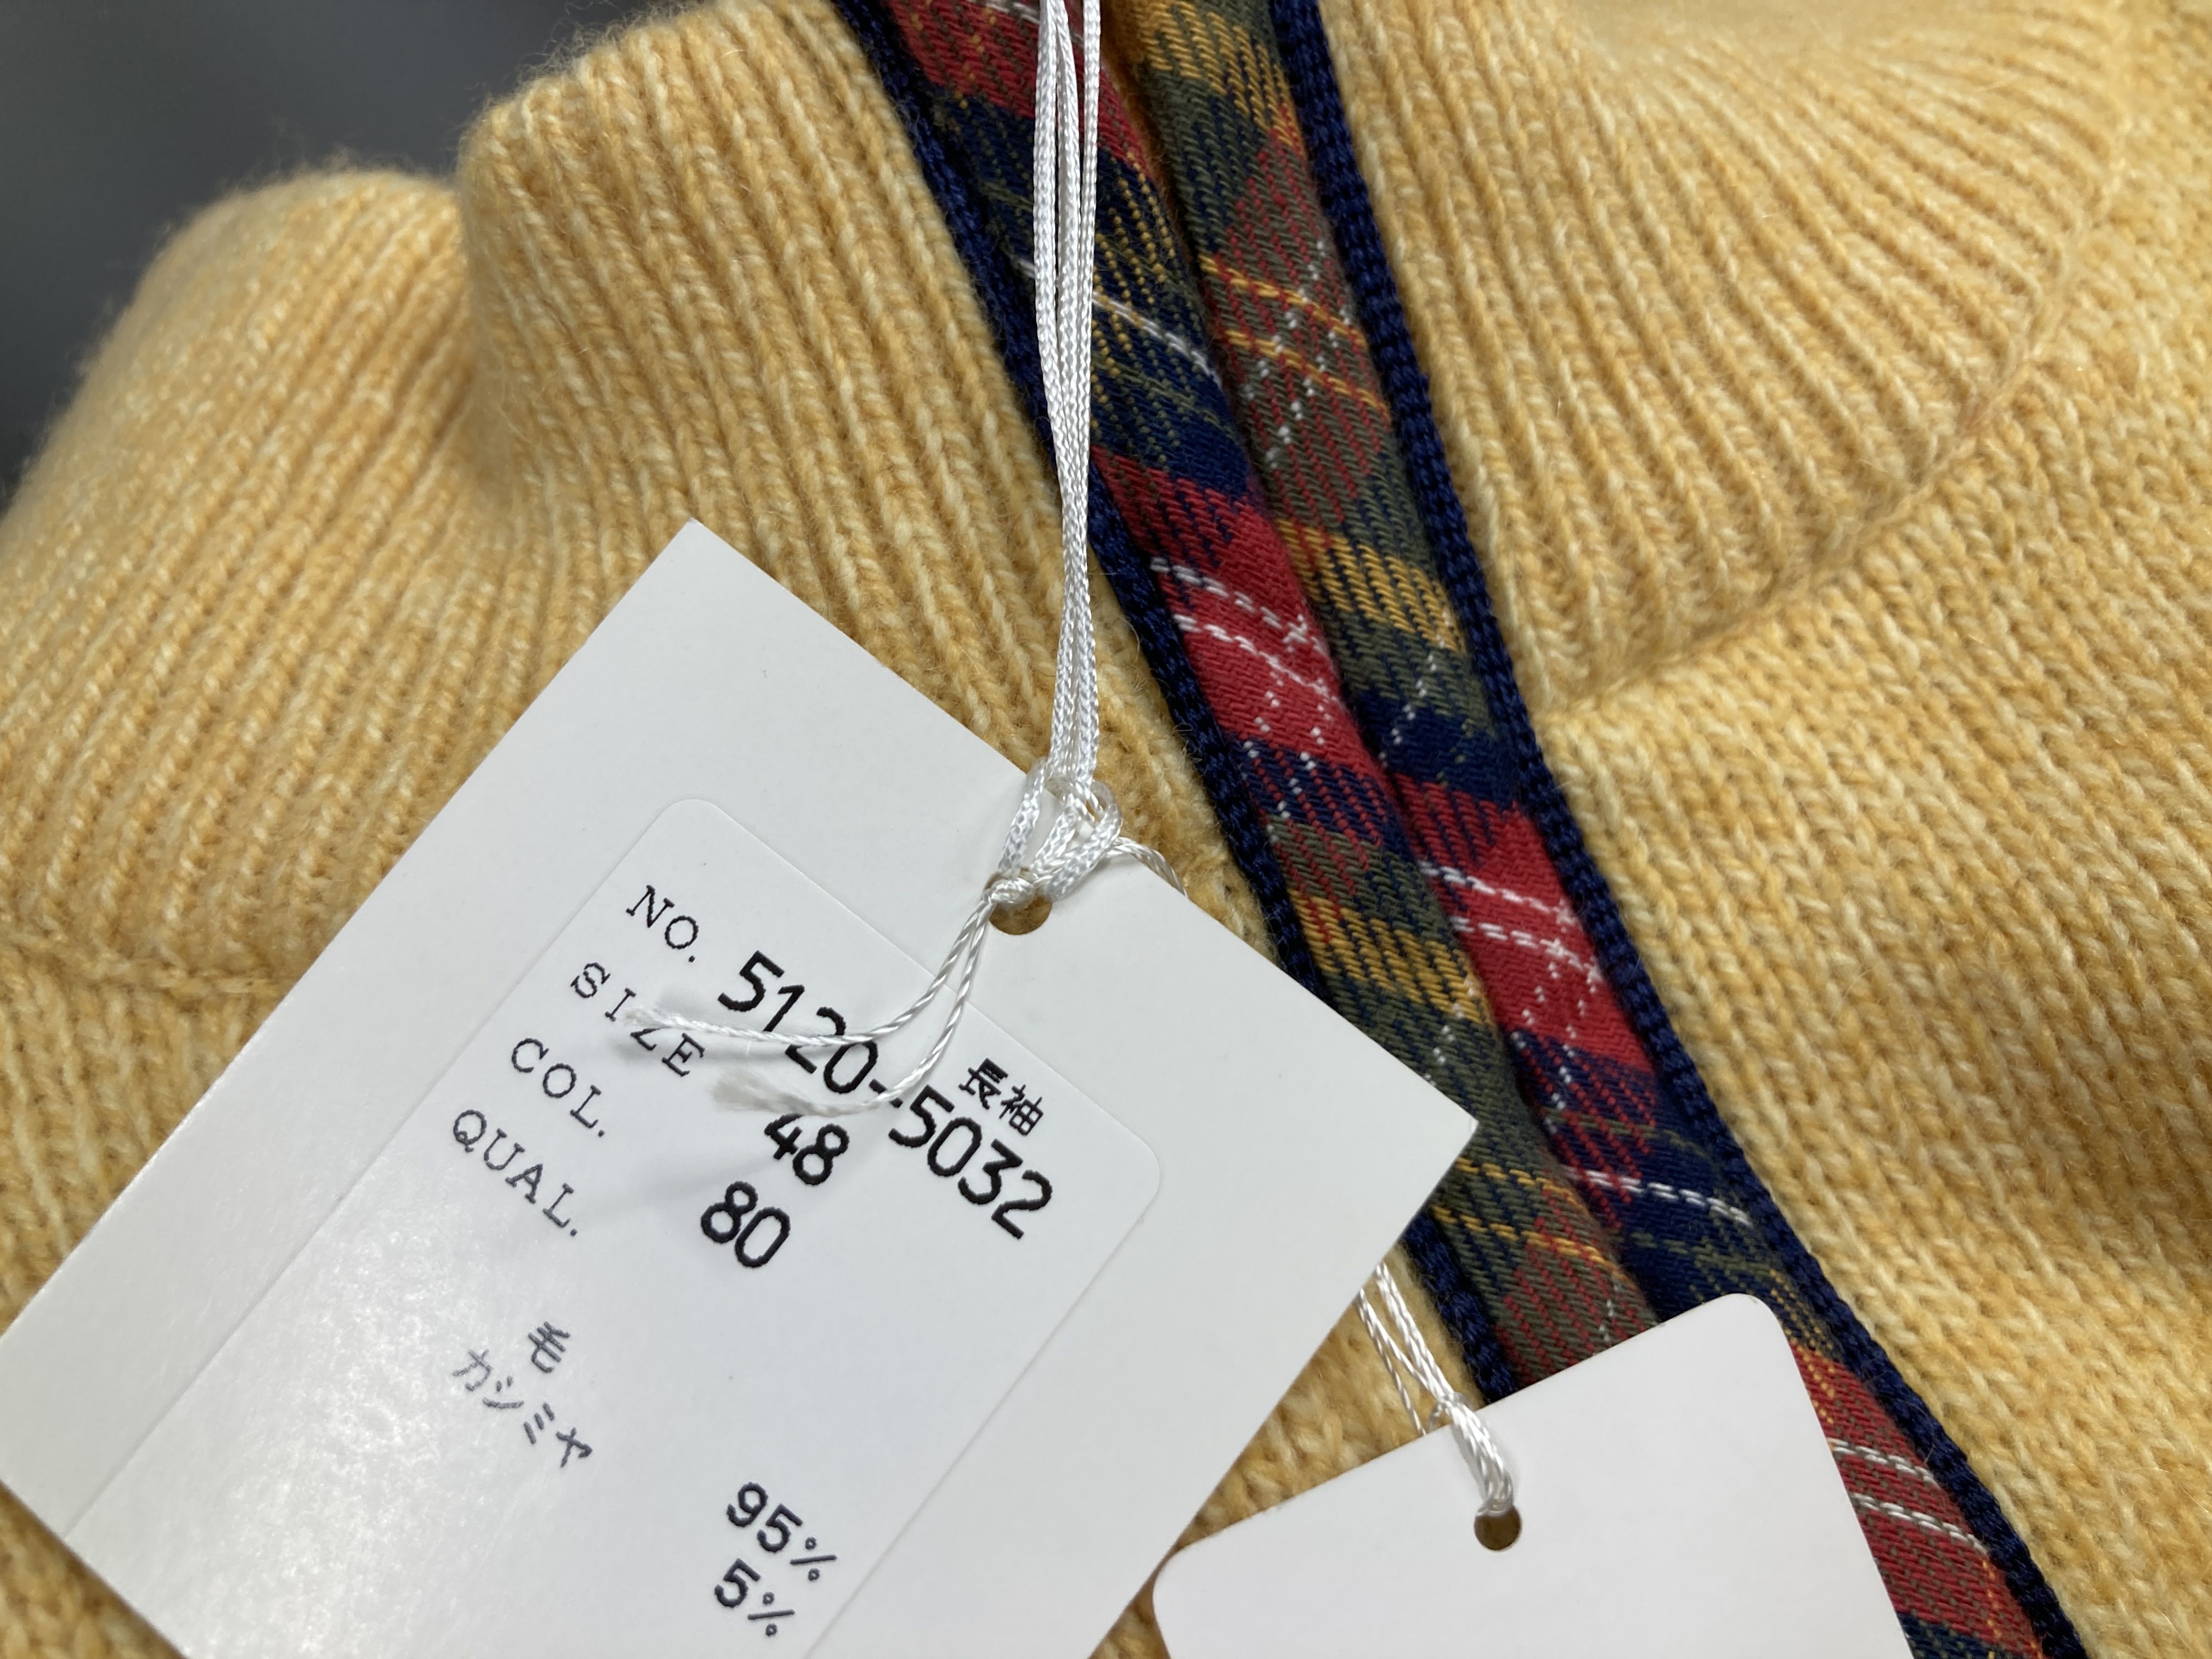 長袖
NO. 5120-5032
SIZE 48
COL. 80
QUAL.
毛 95%
カシミヤ 5%